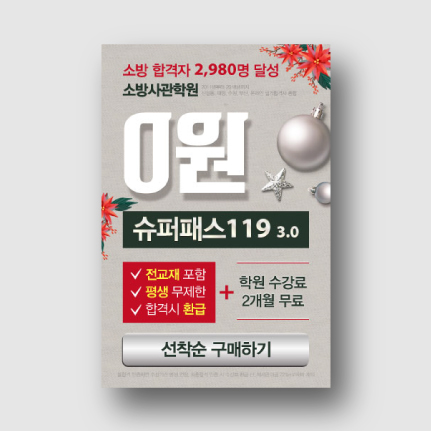 소방 합격자 2,980명 달성
소방사관학원
0원
슈퍼패스119 3.0
✓ 전교재 포함
✓ 평생 무제한
✓ 합격시 환급
+
학원 수강료
2개월 무료
선착순 구매하기